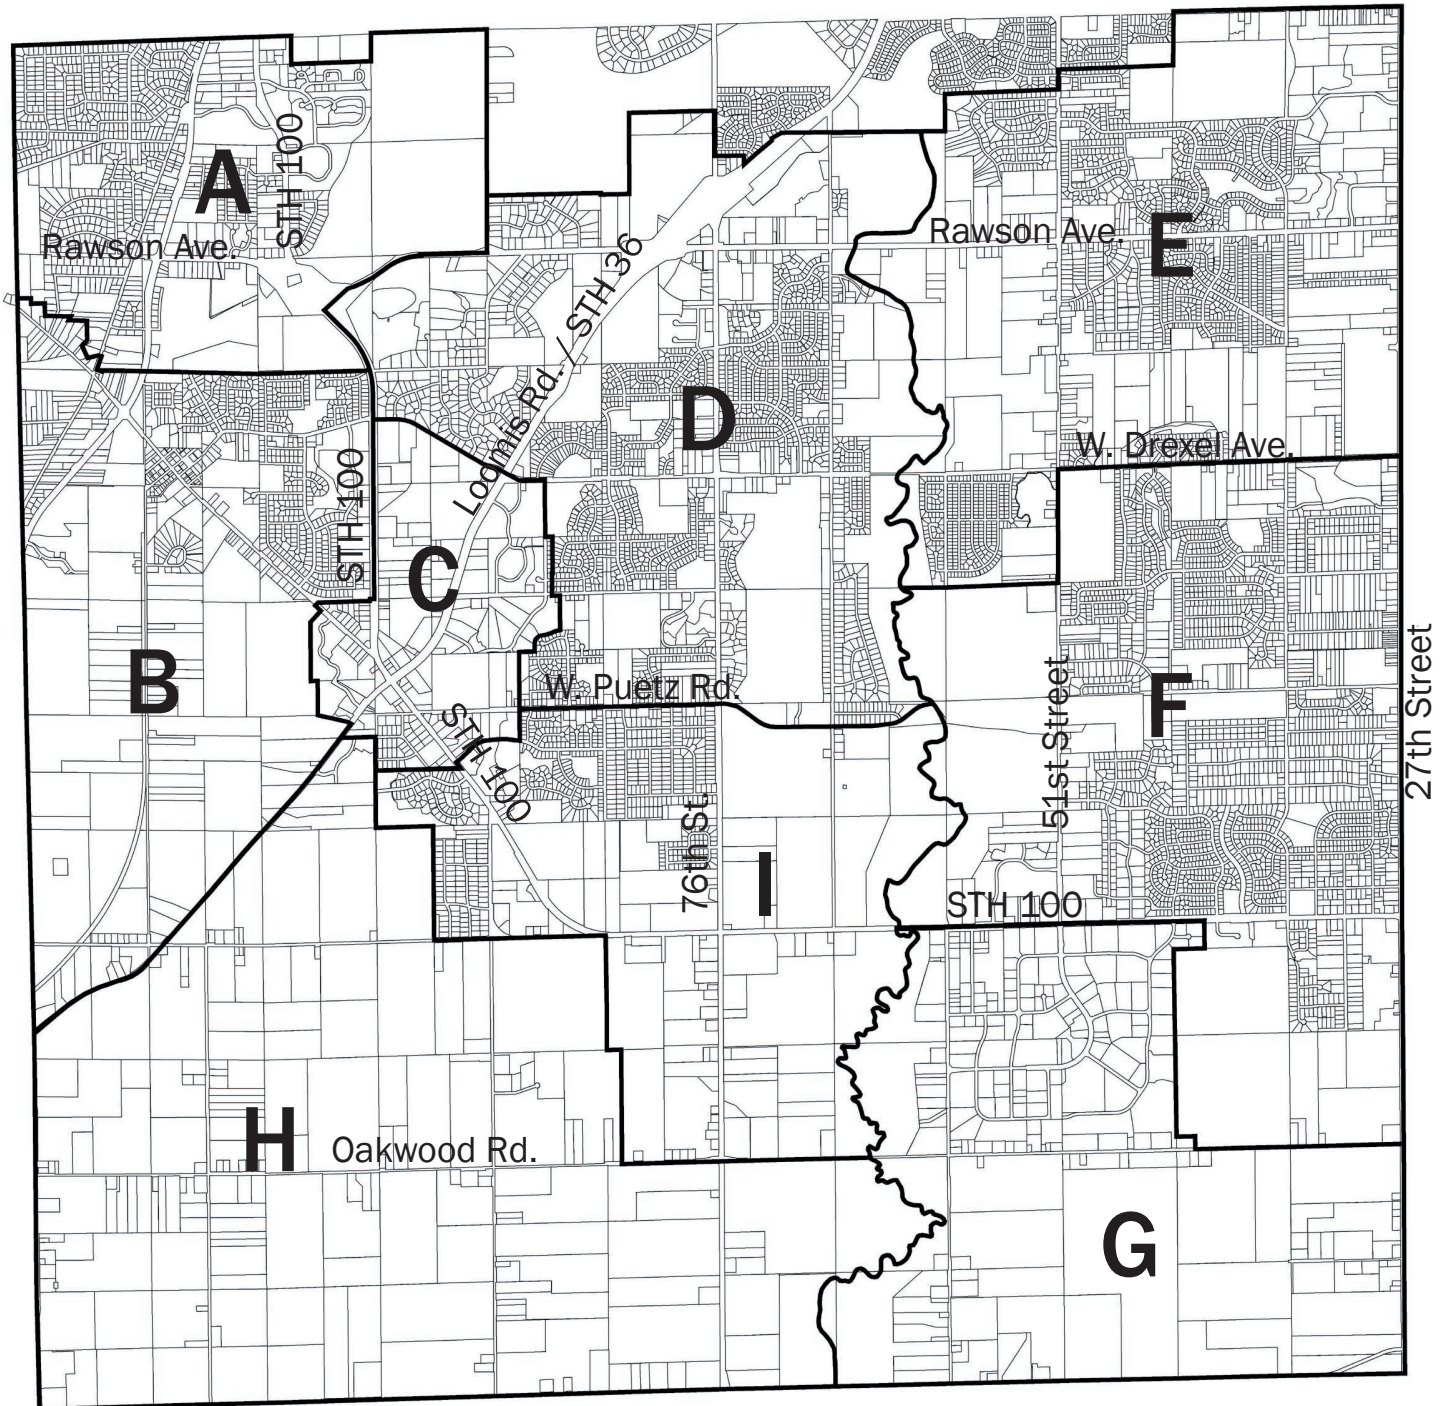 A
STH 100
Rawson Ave.
Rawson Ave.
E
Loomis Rd. / STH 36
D
W. Drexel Ave.
STH 100
C
B
W. Puetz Rd.
51st Street
F
27th Street
STH 100
76th St.
I
STH 100
H
Oakwood Rd.
G